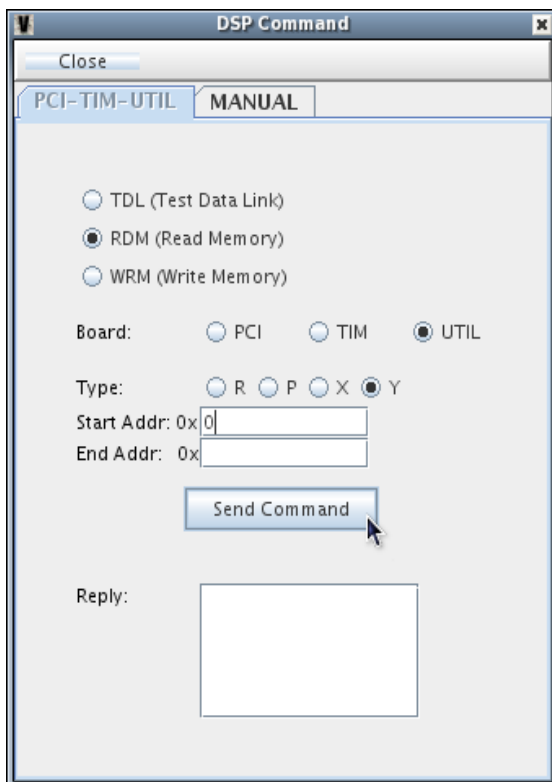 DSP Command
Close
PCI-TIM-UTIL MANUAL
TDL (Test Data Link)
RDM (Read Memory)
WRM (Write Memory)
Board: PCI TIM UTIL
Type: R P X Y
Start Addr: 0x 0
End Addr: 0x
Send Command
Reply: